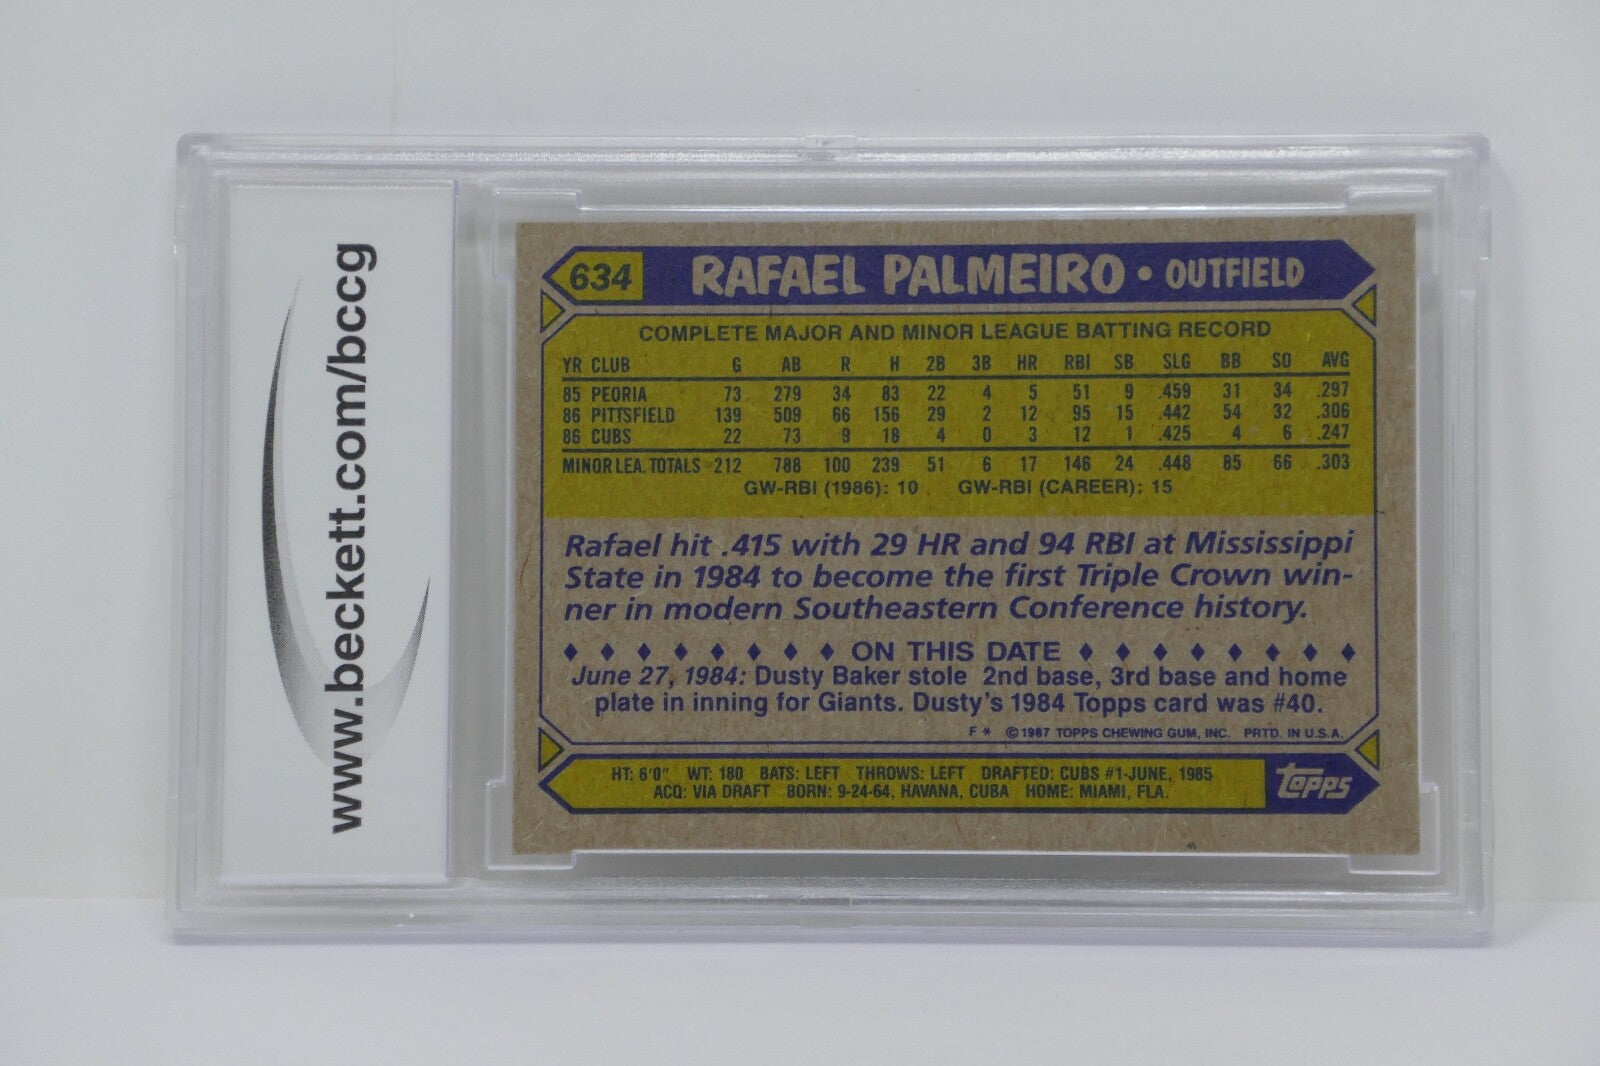 www.beckett.com/bccg
634 RAFAEL PALMEIRO • OUTFIELD
COMPLETE MAJOR AND MINOR LEAGUE BATTING RECORD
YR CLUB G AB R H 2B 3B HR RBI SB SLG BB SO AVG
85 PEORIA 73 279 34 83 22 4 5 51 9 .459 31 34 .297
86 PITTSFIELD 139 509 66 156 29 2 12 95 15 .442 54 32 .306
86 CUBS 22 73 9 18 4 0 3 12 1 .425 4 6 .247
MINOR LEA. TOTALS 212 788 100 239 51 6 17 146 24 .448 85 66 .303
GW-RBI (1986): 10 GW-RBI (CAREER): 15
Rafael hit .415 with 29 HR and 94 RBI at Mississippi
State in 1984 to become the first Triple Crown win-
ner in modern Southeastern Conference history.
♦ ♦ ♦ ♦ ♦ ♦ ♦ ♦ ON THIS DATE ♦ ♦ ♦ ♦ ♦ ♦ ♦ ♦
June 27, 1984: Dusty Baker stole 2nd base, 3rd base and home
plate in inning for Giants. Dusty's 1984 Topps card was #40.
F * ©1987 TOPPS CHEWING GUM, INC. PRTD. IN U.S.A.
HT: 6'0" WT: 180 BATS: LEFT THROWS: LEFT DRAFTED: CUBS #1-JUNE, 1985
ACQ: VIA DRAFT BORN: 9-24-64, HAVANA, CUBA HOME: MIAMI, FLA.
topps